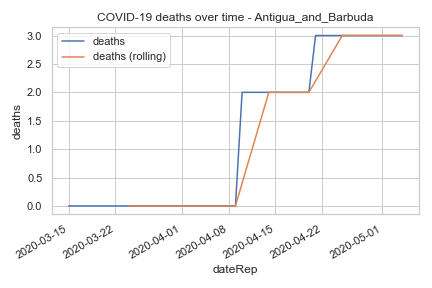 COVID-19 deaths over time - Antigua_and_Barbuda
deaths
deaths (rolling)
deaths
3.0
2.5
2.0
1.5
1.0
0.5
0.0
2020-03-15
2020-03-22
2020-04-01
2020-04-08
2020-04-15
2020-04-22
2020-05-01
dateRep